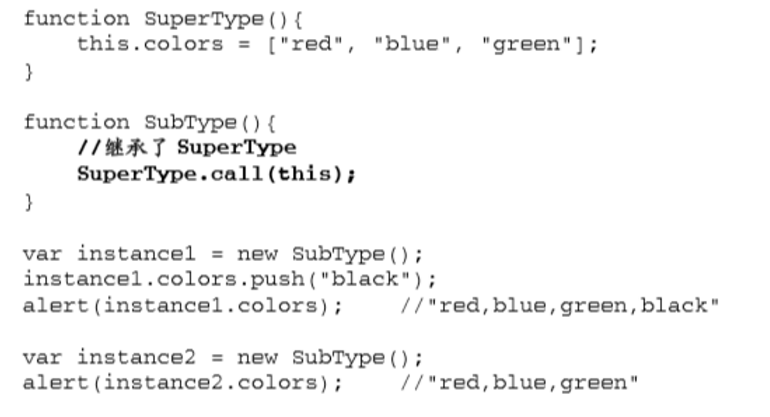 function SuperType(){
    this.colors = ["red", "blue", "green"];
}
function SubType(){
    //继承了 SuperType
    SuperType.call(this);
}
var instance1 = new SubType();
instance1.colors.push("black");
alert(instance1.colors);    //"red,blue,green,black"
var instance2 = new SubType();
alert(instance2.colors);    //"red,blue,green"